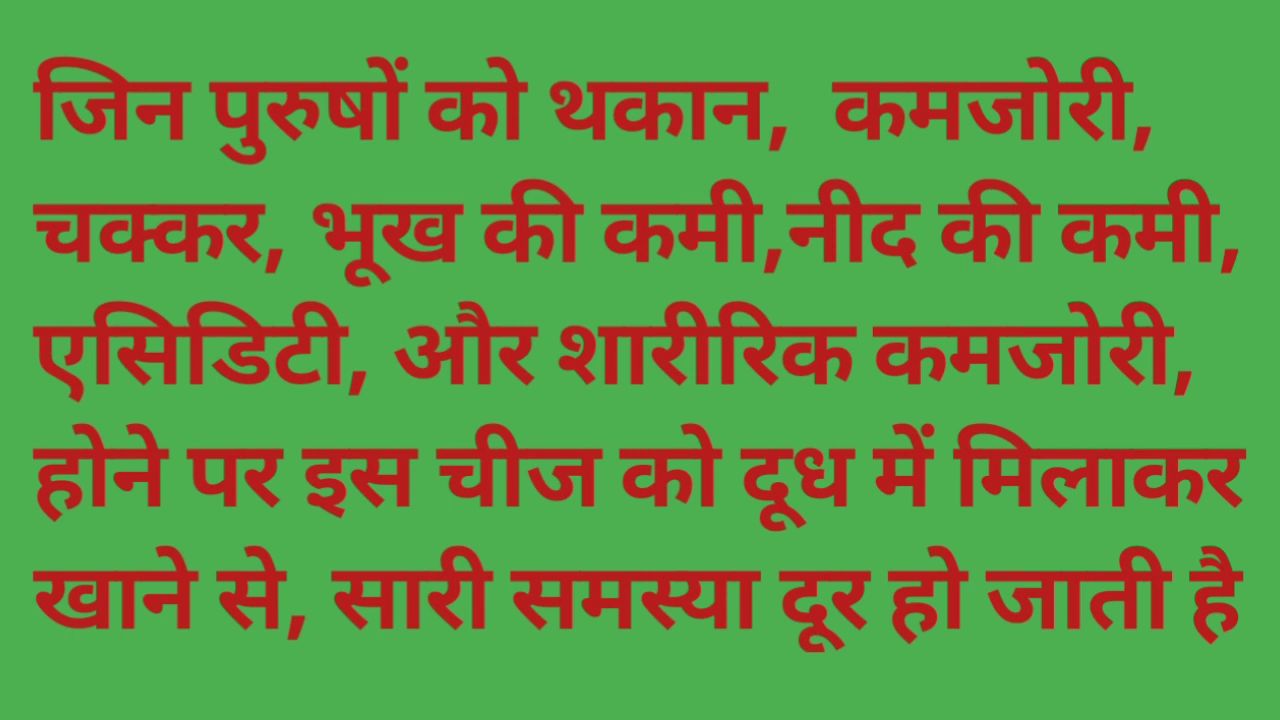 जिन पुरुषों को थकान, कमजोरी,
चक्कर, भूख की कमी,नीद की कमी,
एसिडिटी, और शारीरिक कमजोरी,
होने पर इस चीज को दूध में मिलाकर
खाने से, सारी समस्या दूर हो जाती है